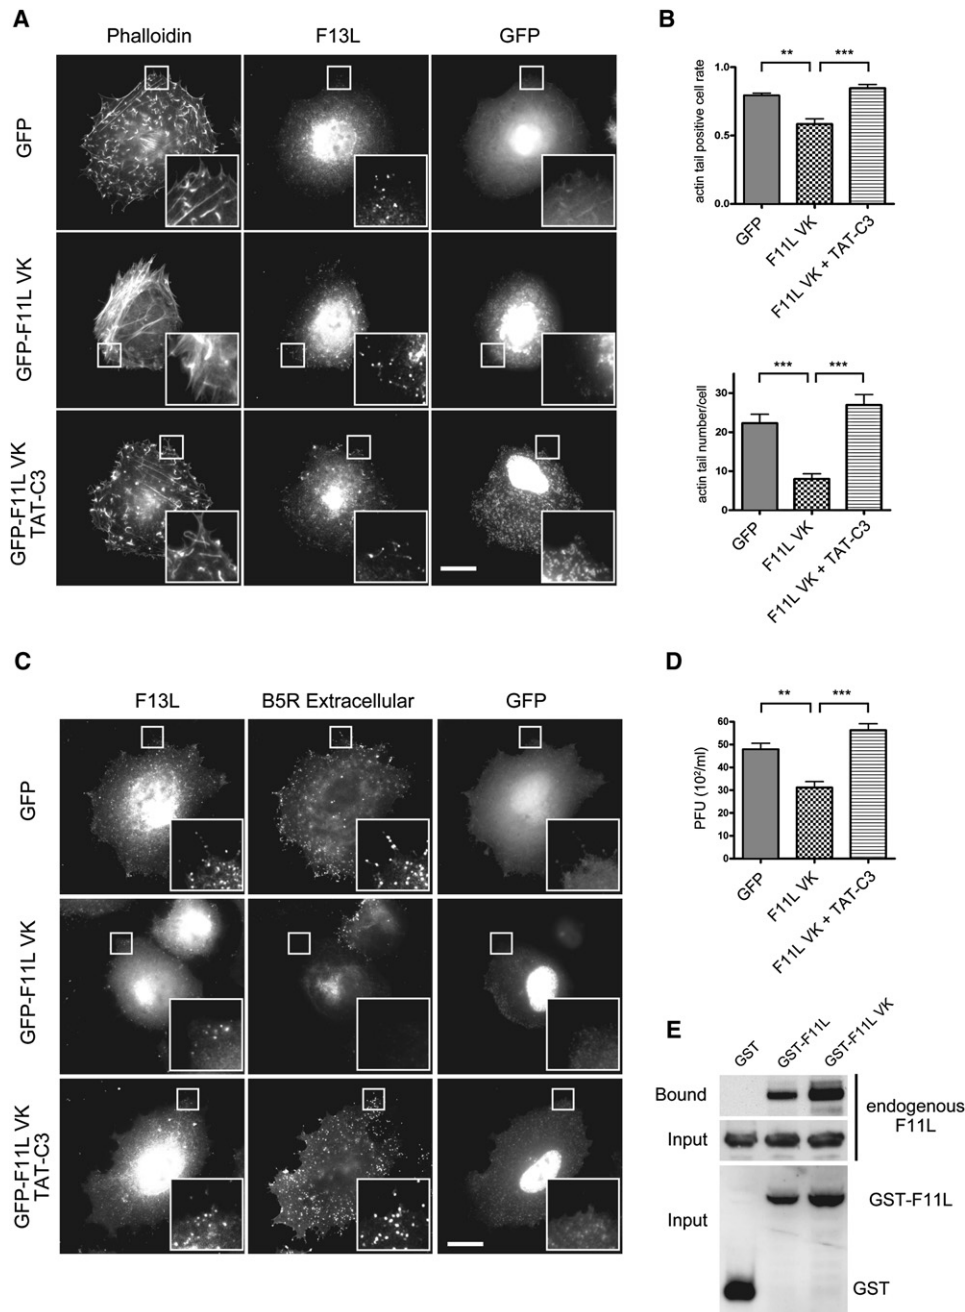 A
Phalloidin
F13L
GFP
GFP
GFP-F11L VK
GFP-F11L VK
TAT-C3
B
**
***
actin tail positive cell rate
1.0
0.5
0.0
GFP
F11L VK
F11L VK + TAT-C3
***
***
actin tail number/cell
30
20
10
0
GFP
F11L VK
F11L VK + TAT-C3
C
F13L
B5R Extracellular
GFP
GFP
GFP-F11L VK
GFP-F11L VK
TAT-C3
D
**
***
PFU (10²/ml)
60
50
40
30
20
10
0
GFP
F11L VK
F11L VK + TAT-C3
E
GST
GST-F11L
GST-F11L VK
Bound
Input
endogenous
F11L
Input
GST-F11L
GST